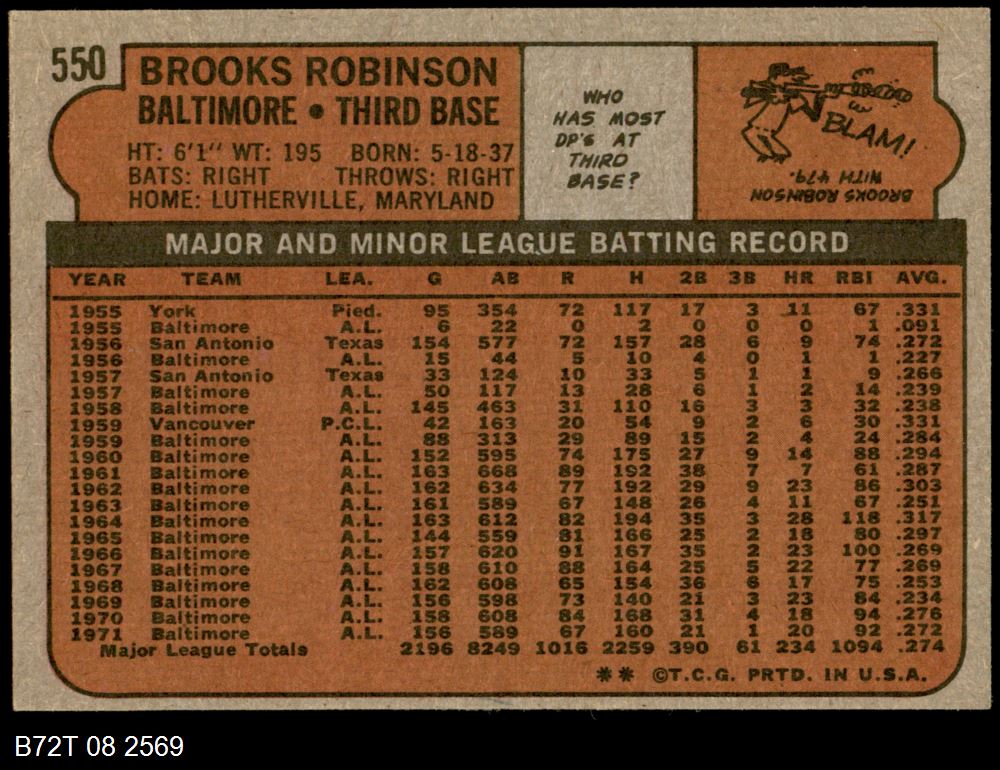 550
BROOKS ROBINSON
BALTIMORE • THIRD BASE
HT: 6'1" WT: 195 BORN: 5-18-37
BATS: RIGHT THROWS: RIGHT
HOME: LUTHERVILLE, MARYLAND
WHO
HAS MOST
DP'S AT
THIRD
BASE?
BLAM!
BROOKS ROBINSON
WITH 479.
MAJOR AND MINOR LEAGUE BATTING RECORD
YEAR TEAM LEA. G AB R H 2B 3B HR RBI AVG.
1955 York Pied. 95 354 72 117 17 3 11 67 .331
1955 Baltimore A.L. 6 22 0 2 0 0 0 1 .091
1956 San Antonio Texas 154 577 72 157 28 6 9 74 .272
1956 Baltimore A.L. 15 44 5 10 4 0 1 1 .227
1957 San Antonio Texas 33 124 10 33 5 1 1 9 .266
1957 Baltimore A.L. 50 117 13 28 6 1 2 14 .239
1958 Baltimore A.L. 145 463 31 110 16 3 3 32 .238
1959 Vancouver P.C.L. 42 163 20 54 9 2 6 30 .331
1959 Baltimore A.L. 88 313 29 89 15 2 4 24 .284
1960 Baltimore A.L. 152 595 74 175 27 9 14 88 .294
1961 Baltimore A.L. 163 668 89 192 38 7 7 61 .287
1962 Baltimore A.L. 162 634 77 192 29 9 23 86 .303
1963 Baltimore A.L. 161 589 67 148 26 4 11 67 .251
1964 Baltimore A.L. 163 612 82 194 35 3 28 118 .317
1965 Baltimore A.L. 144 559 81 166 25 2 18 80 .297
1966 Baltimore A.L. 157 620 91 167 35 2 23 100 .269
1967 Baltimore A.L. 158 610 88 164 25 5 22 77 .269
1968 Baltimore A.L. 162 608 65 154 36 6 17 75 .253
1969 Baltimore A.L. 156 598 73 140 21 3 23 84 .234
1970 Baltimore A.L. 158 608 84 168 31 4 18 94 .276
1971 Baltimore A.L. 156 589 67 160 21 1 20 92 .272
Major League Totals 2196 8249 1016 2259 390 61 234 1094 .274
** ©T.C.G. PRTD. IN U.S.A.
B72T 08 2569